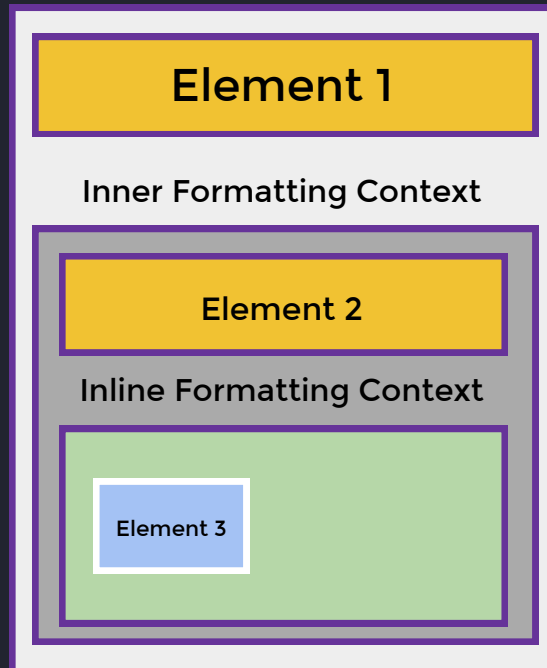 Element 1
Inner Formatting Context
Element 2
Inline Formatting Context
Element 3